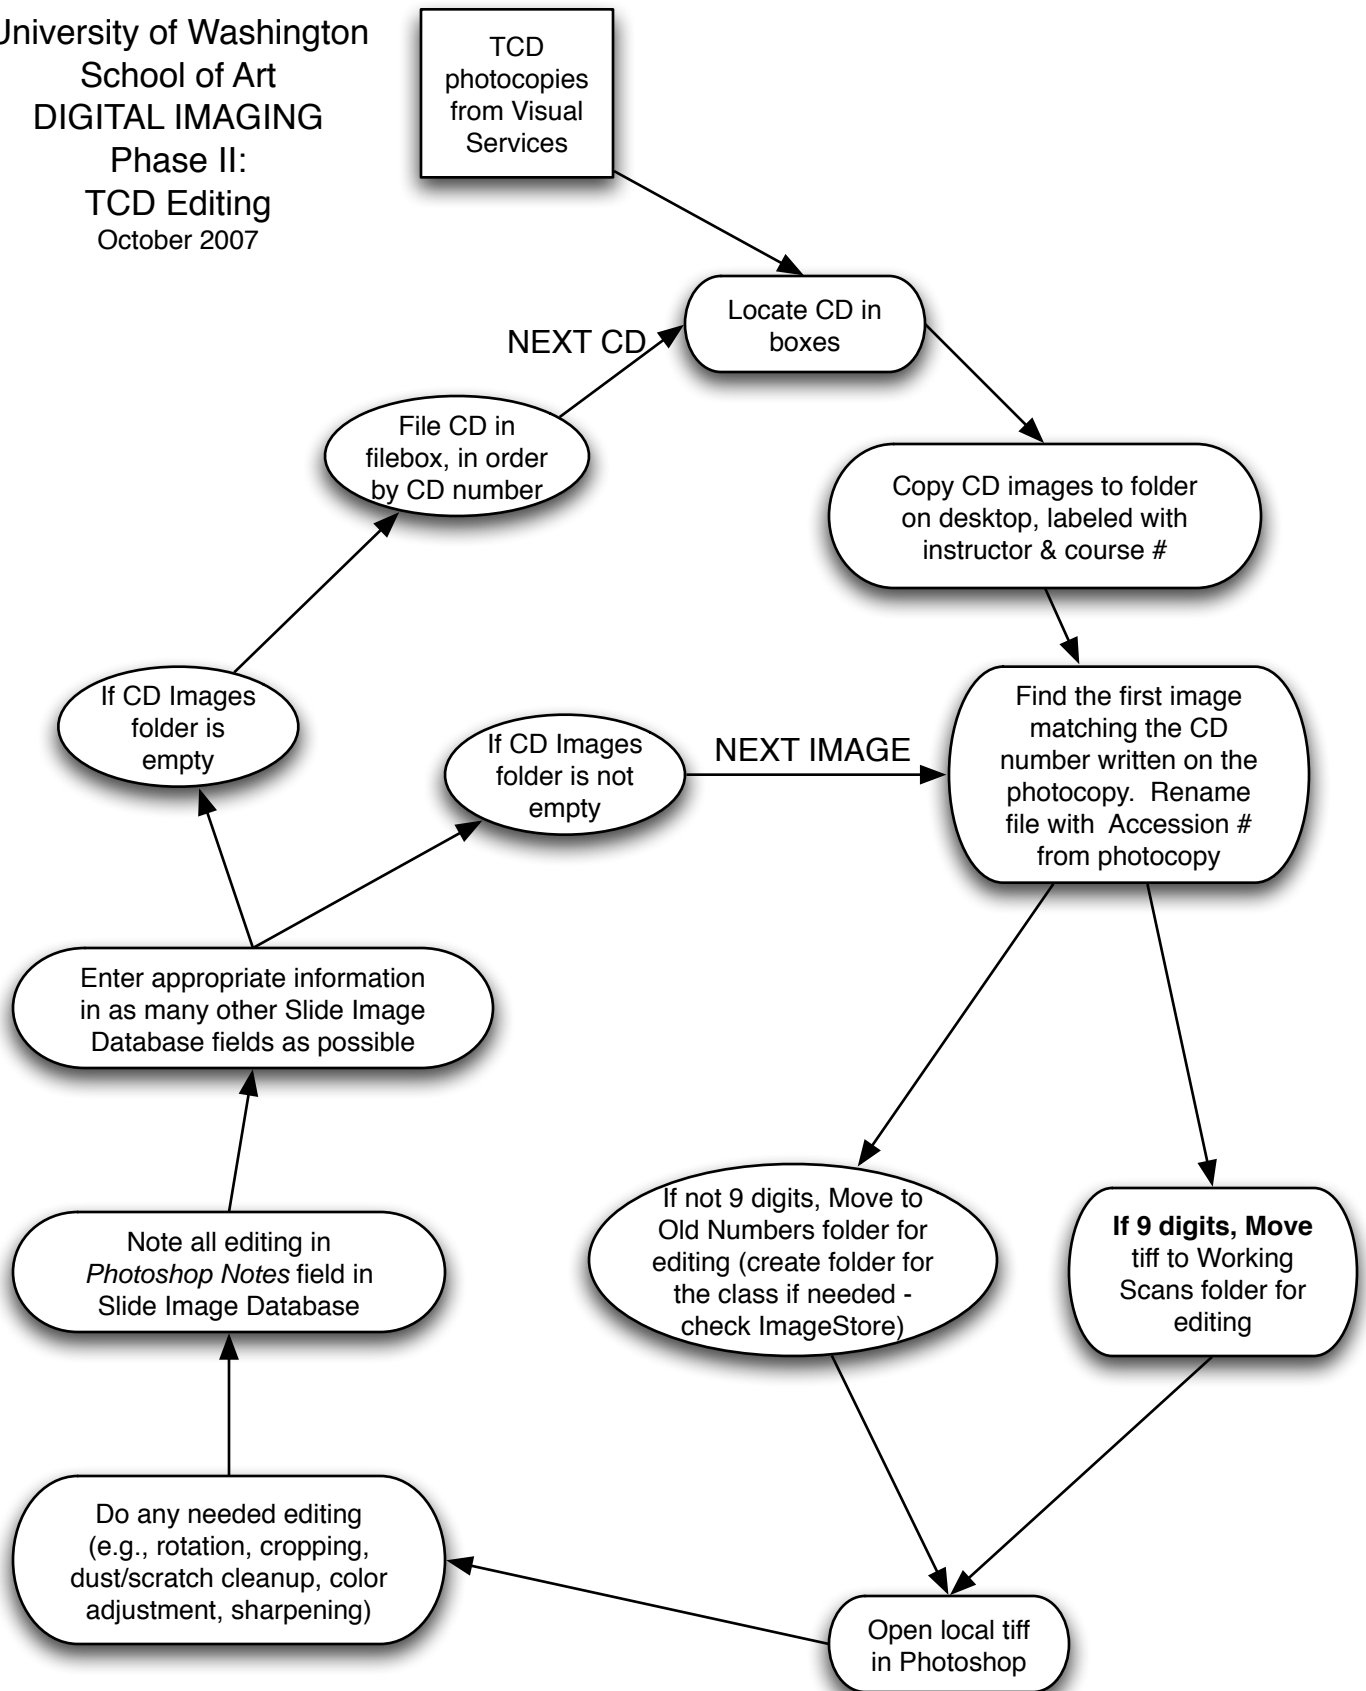 University of Washington
School of Art
DIGITAL IMAGING
Phase II:
TCD Editing
October 2007
TCD
photocopies
from Visual
Services
Locate CD in
boxes
NEXT CD
File CD in
filebox, in order
by CD number
Copy CD images to folder
on desktop, labeled with
instructor & course #
If CD Images
folder is
empty
If CD Images
folder is not
empty
NEXT IMAGE
Find the first image
matching the CD
number written on the
photocopy.  Rename
file with  Accession #
from photocopy
Enter appropriate information
in as many other Slide Image
Database fields as possible
If not 9 digits, Move to
Old Numbers folder for
editing (create folder for
the class if needed -
check ImageStore)
If 9 digits, Move
tiff to Working
Scans folder for
editing
Note all editing in
Photoshop Notes field in
Slide Image Database
Do any needed editing
(e.g., rotation, cropping,
dust/scratch cleanup, color
adjustment, sharpening)
Open local tiff
in Photoshop